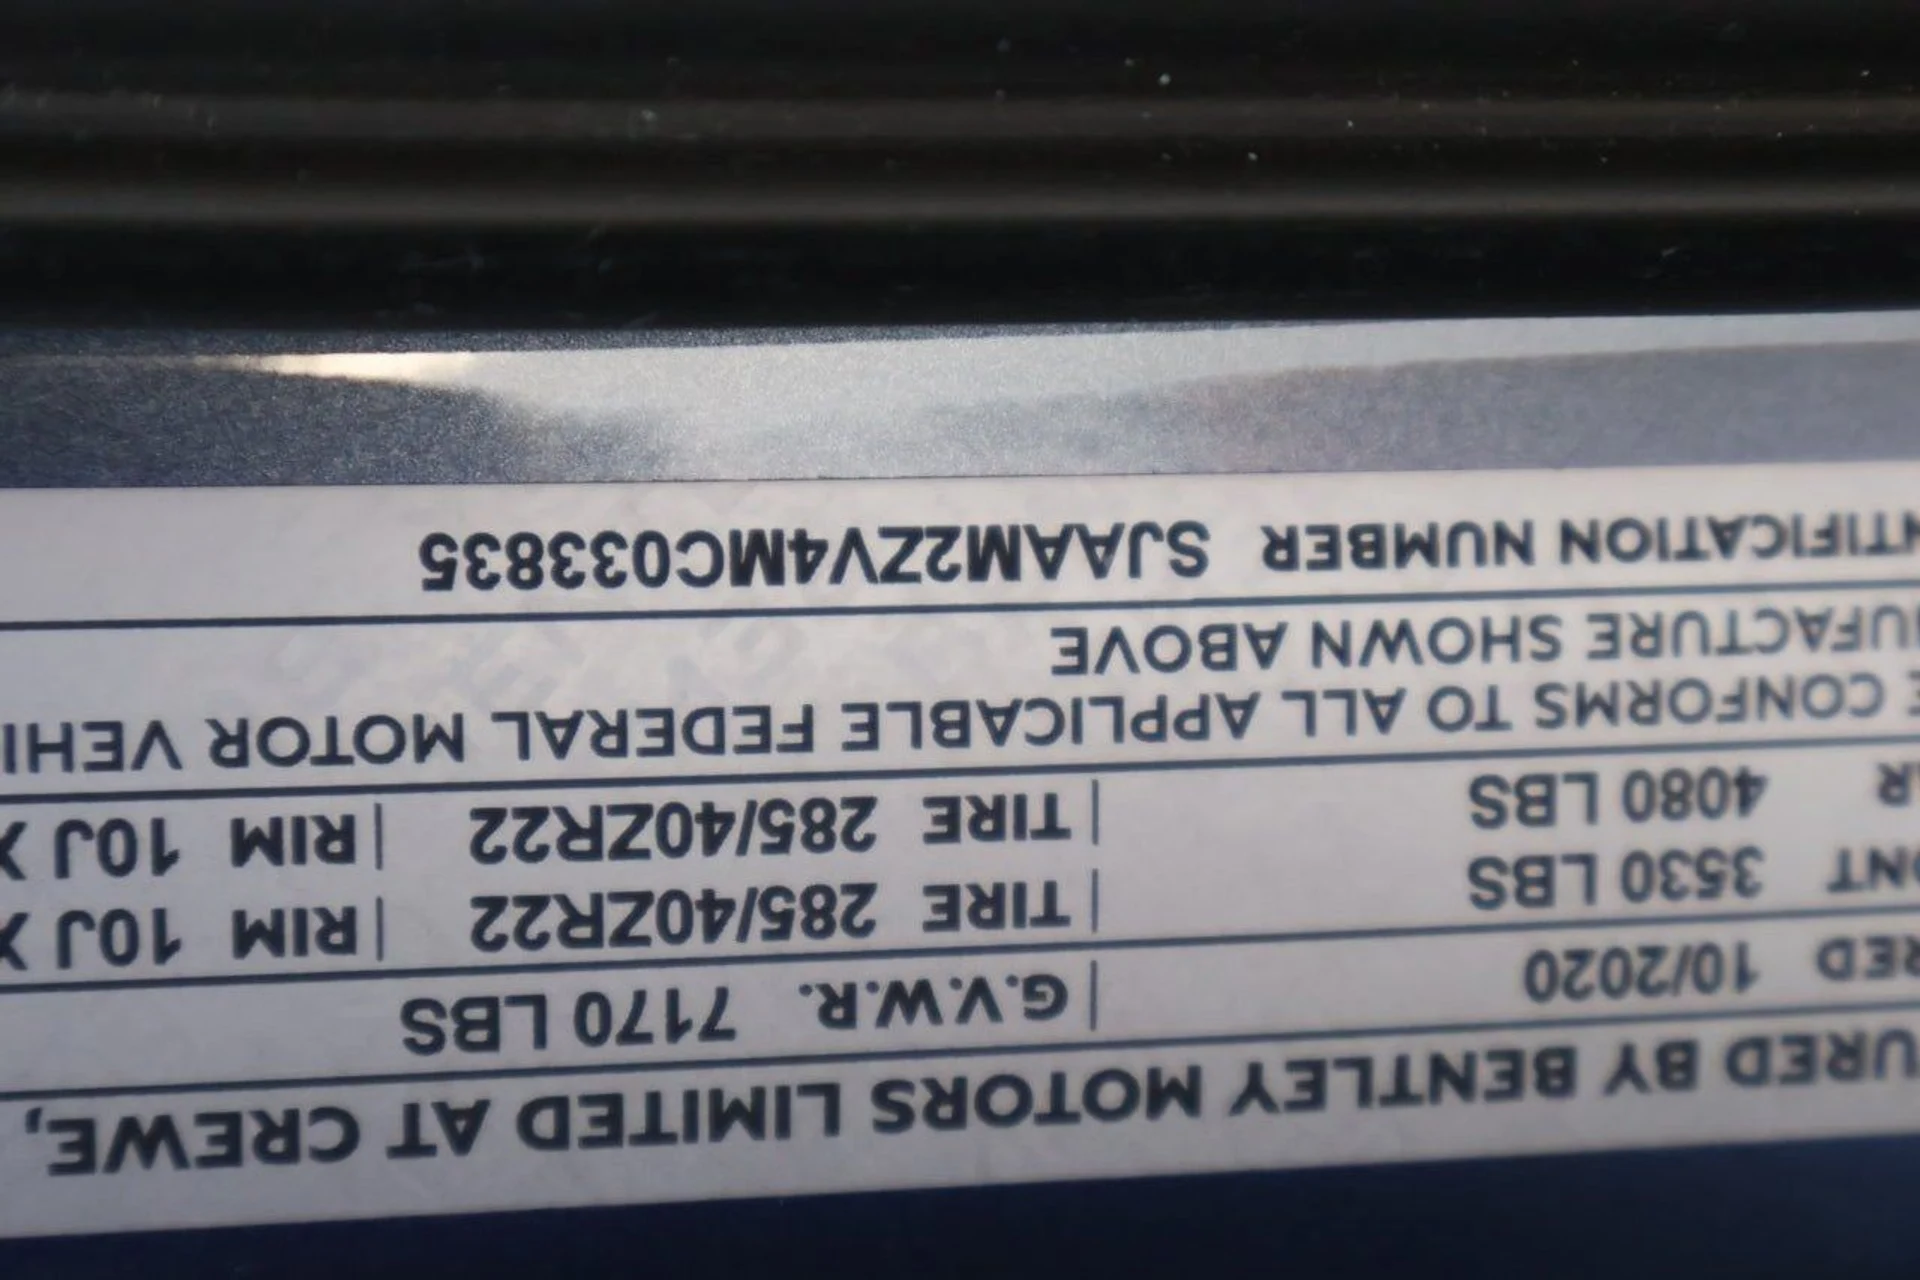 URED BY BENTLEY MOTORS LIMITED AT CREWE,
RED 10/2020 | G.V.W.R. 7170 LBS
ONT 3530 LBS | TIRE 285/40ZR22 | RIM 10J X
AR 4080 LBS | TIRE 285/40ZR22 | RIM 10J X
E CONFORMS TO ALL APPLICABLE FEDERAL MOTOR VEHI
UFACTURE SHOWN ABOVE
NTIFICATION NUMBER SJAAM2ZV4MC033835